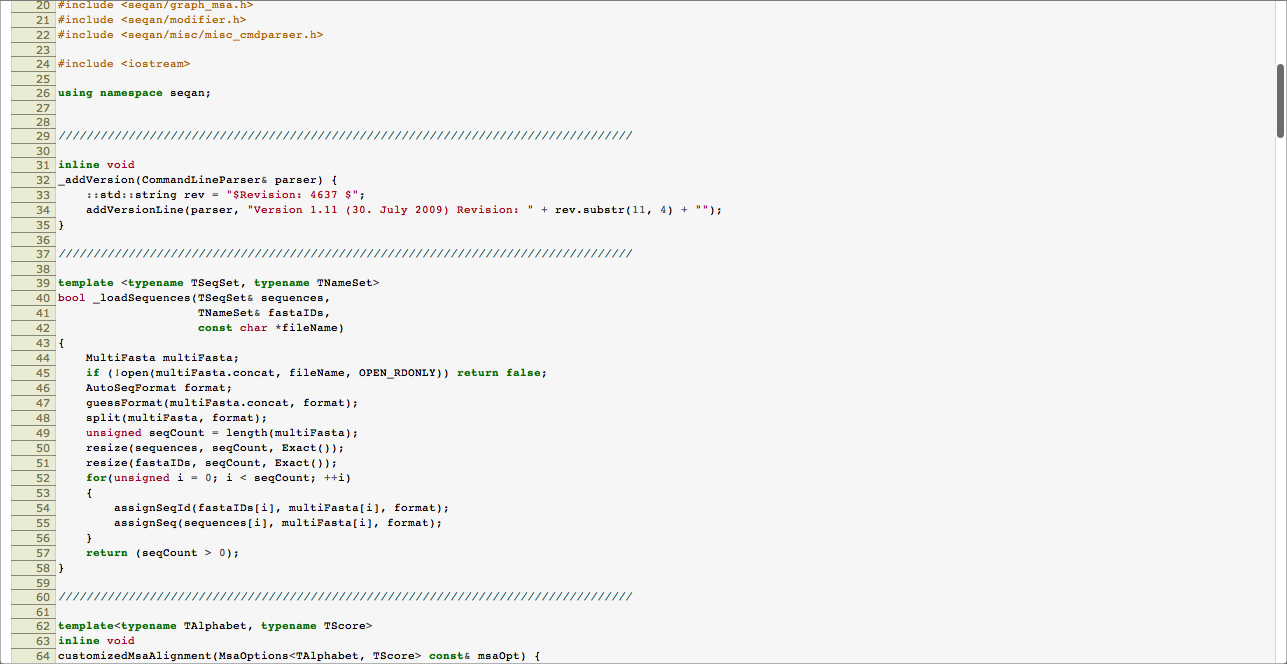 20 #include <seqan/graph_msa.h>
21 #include <seqan/modifier.h>
22 #include <seqan/misc/misc_cmdparser.h>
23
24 #include <iostream>
25
26 using namespace seqan;
27
28
29 //////////////////////////////////////////////////////////////////////////////////
30
31 inline void
32 _addVersion(CommandLineParser& parser) {
33     ::std::string rev = "$Revision: 4637 $";
34     addVersionLine(parser, "Version 1.11 (30. July 2009) Revision: " + rev.substr(11, 4) + "");
35 }
36
37 //////////////////////////////////////////////////////////////////////////////////
38
39 template <typename TSeqSet, typename TNameSet>
40 bool _loadSequences(TSeqSet& sequences,
41                     TNameSet& fastaIDs,
42                     const char *fileName)
43 {
44     MultiFasta multiFasta;
45     if (!open(multiFasta.concat, fileName, OPEN_RDONLY)) return false;
46     AutoSeqFormat format;
47     guessFormat(multiFasta.concat, format);
48     split(multiFasta, format);
49     unsigned seqCount = length(multiFasta);
50     resize(sequences, seqCount, Exact());
51     resize(fastaIDs, seqCount, Exact());
52     for(unsigned i = 0; i < seqCount; ++i)
53     {
54         assignSeqId(fastaIDs[i], multiFasta[i], format);
55         assignSeq(sequences[i], multiFasta[i], format);
56     }
57     return (seqCount > 0);
58 }
59
60 //////////////////////////////////////////////////////////////////////////////////
61
62 template<typename TAlphabet, typename TScore>
63 inline void
64 customizedMsaAlignment(MsaOptions<TAlphabet, TScore> const& msaOpt) {